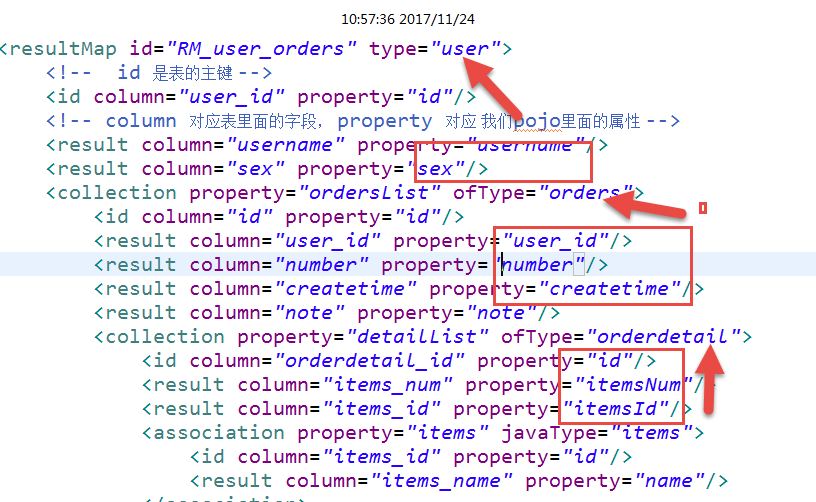 10:57:36 2017/11/24
<resultMap id="RM_user_orders" type="user">
<!-- id 是表的主键 -->
<id column="user_id" property="id"/>
<!-- column 对应表里面的字段， property 对应 我们pojo里面的属性 -->
<result column="username" property="username"/>
<result column="sex" property="sex"/>
<collection property="ordersList" ofType="orders">
<id column="id" property="id"/>
<result column="user_id" property="user_id"/>
<result column="number" property="number"/>
<result column="createtime" property="createtime"/>
<result column="note" property="note"/>
<collection property="detailList" ofType="orderdetail">
<id column="orderdetail_id" property="id"/>
<result column="items_num" property="itemsNum"/>
<result column="items_id" property="itemsId"/>
<association property="items" javaType="items">
<id column="items_id" property="id"/>
<result column="items_name" property="name"/>